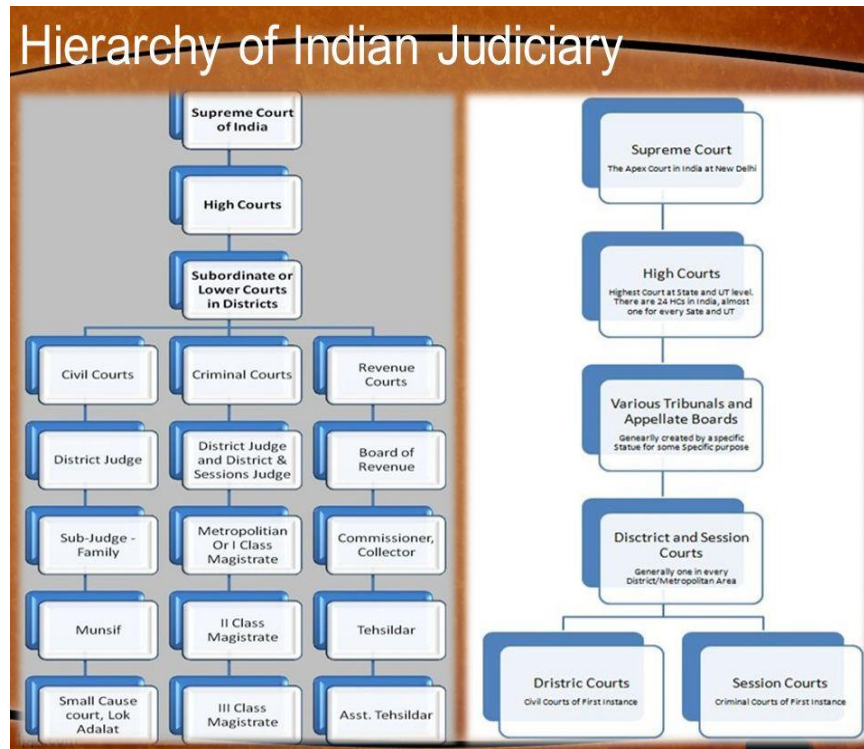 Hierarchy of Indian Judiciary
Supreme Court
of India
High Courts
Subordinate or
Lower Courts
in Districts
Civil Courts
Criminal Courts
Revenue
Courts
District Judge
District Judge
and District &
Sessions Judge
Board of
Revenue
Sub-Judge -
Family
Metropolitian
Or I Class
Magistrate
Commissioner,
Collector
Munsif
II Class
Magistrate
Tehsildar
Small Cause
court, Lok
Adalat
III Class
Magistrate
Asst. Tehsildar
Supreme Court
The Apex Court in India at New Delhi
High Courts
Highest Court at State and UT level.
There are 24 HCs in India, almost
one for every Sate and UT
Various Tribunals and
Appellate Boards
Genearlly created by a specific
Statue for some Specific purpose
Disctrict and Session
Courts
Generally one in every
District/Metropolitan Area
Dristric Courts
Civil Courts of First Instance
Session Courts
Criminal Courts of First Instance